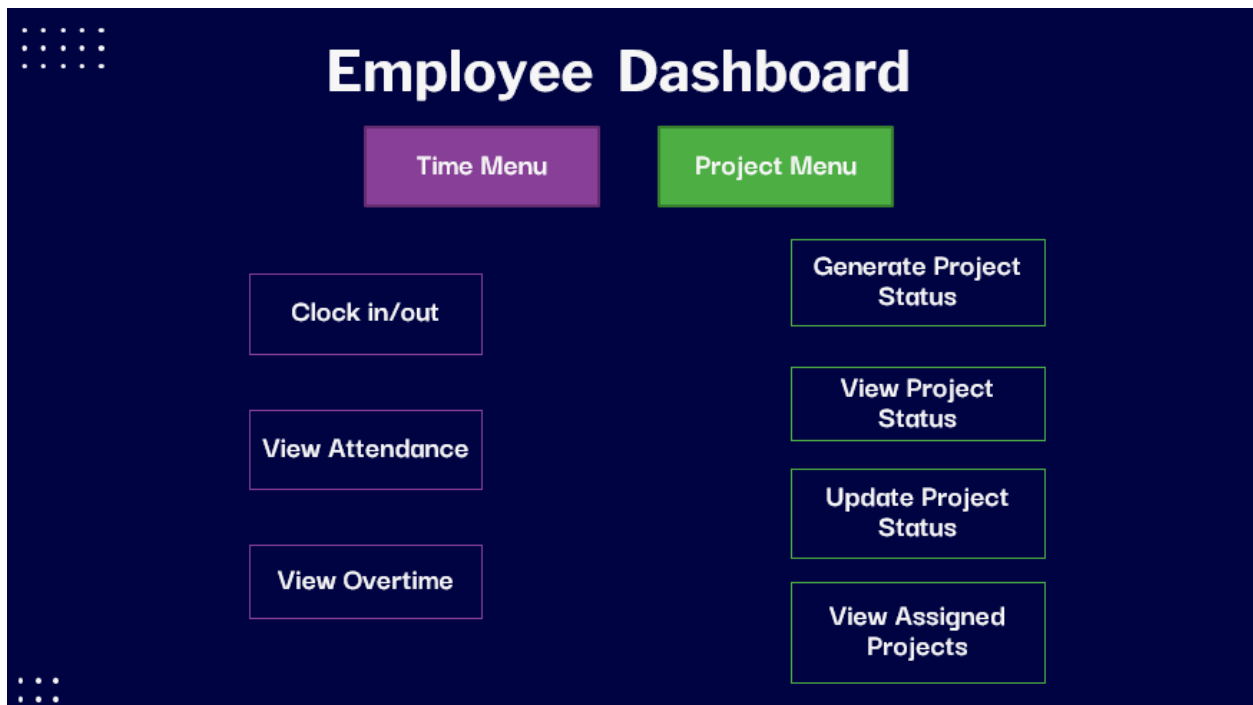 Employee Dashboard
Time Menu
Project Menu
Clock in/out
View Attendance
View Overtime
Generate Project
Status
View Project
Status
Update Project
Status
View Assigned
Projects